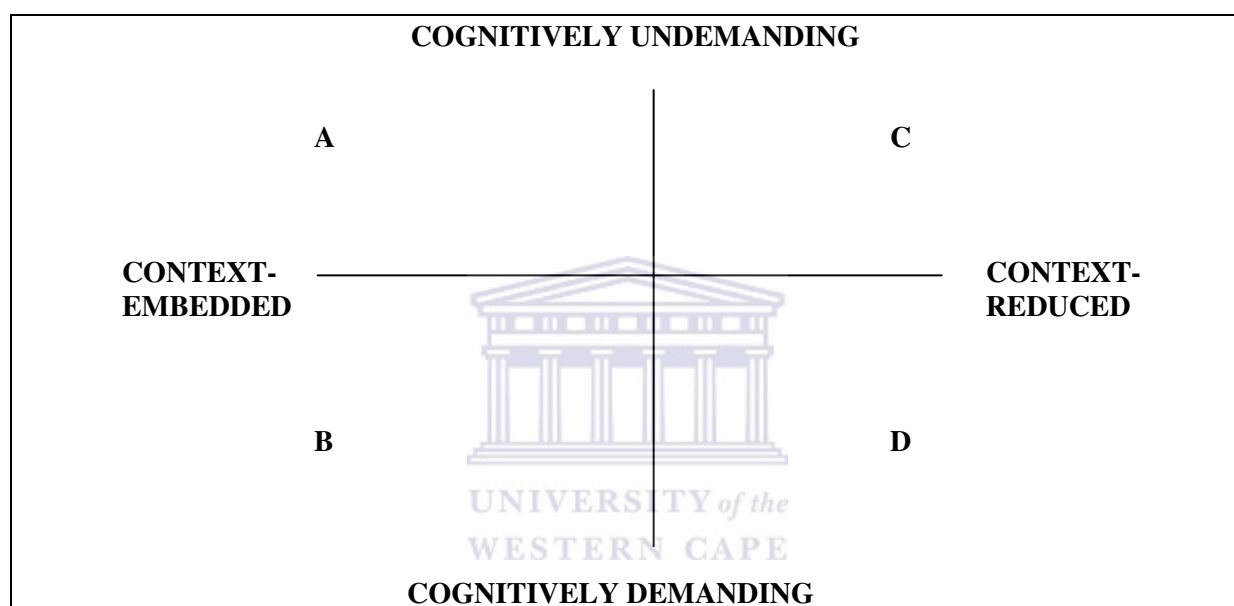 COGNITIVELY UNDEMANDING
A
C
CONTEXT-
EMBEDDED
CONTEXT-
REDUCED
B
D
UNIVERSITY of the
WESTERN CAPE
COGNITIVELY DEMANDING